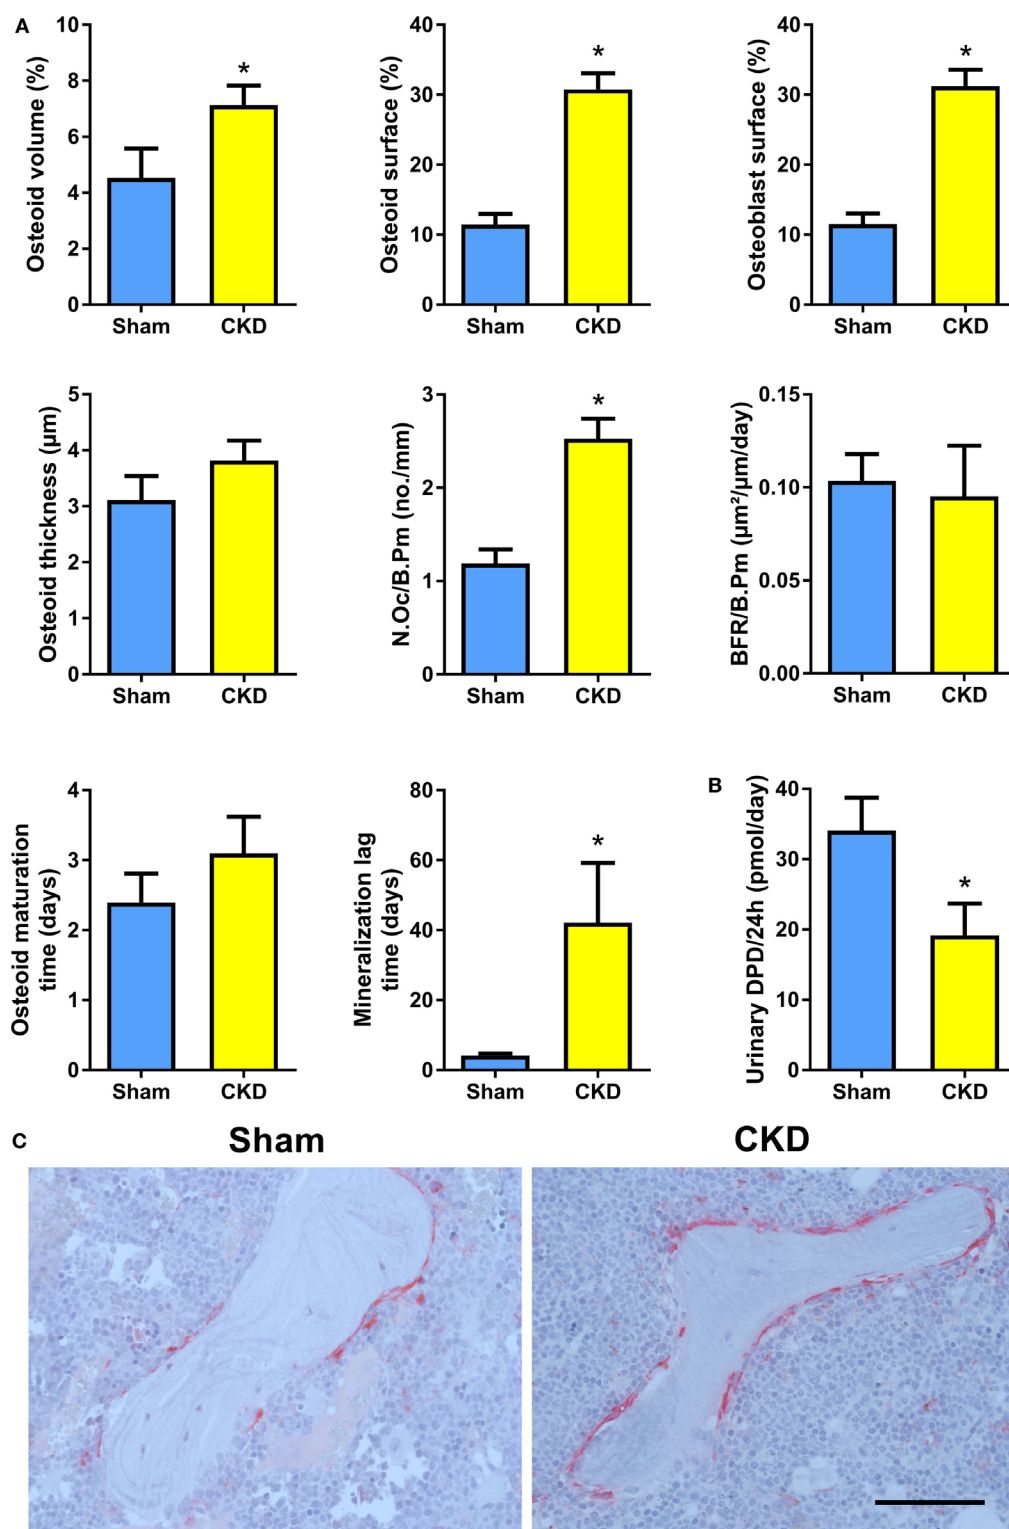 A
Osteoid volume (%)
10
8
6
4
2
0
*
Sham CKD
Osteoid surface (%)
40
30
20
10
0
*
Sham CKD
Osteoblast surface (%)
40
30
20
10
0
*
Sham CKD
Osteoid thickness (μm)
5
4
3
2
1
0
Sham CKD
N.Oc/B.Pm (no./mm)
3
2
1
0
*
Sham CKD
BFR/B.Pm (μm²/μm/day)
0.15
0.10
0.05
0.00
Sham CKD
Osteoid maturation
time (days)
4
3
2
1
0
Sham CKD
Mineralization lag
time (days)
80
60
40
20
0
*
Sham CKD
B
Urinary DPD/24h (pmol/day)
40
30
20
10
0
*
Sham CKD
C
Sham
CKD